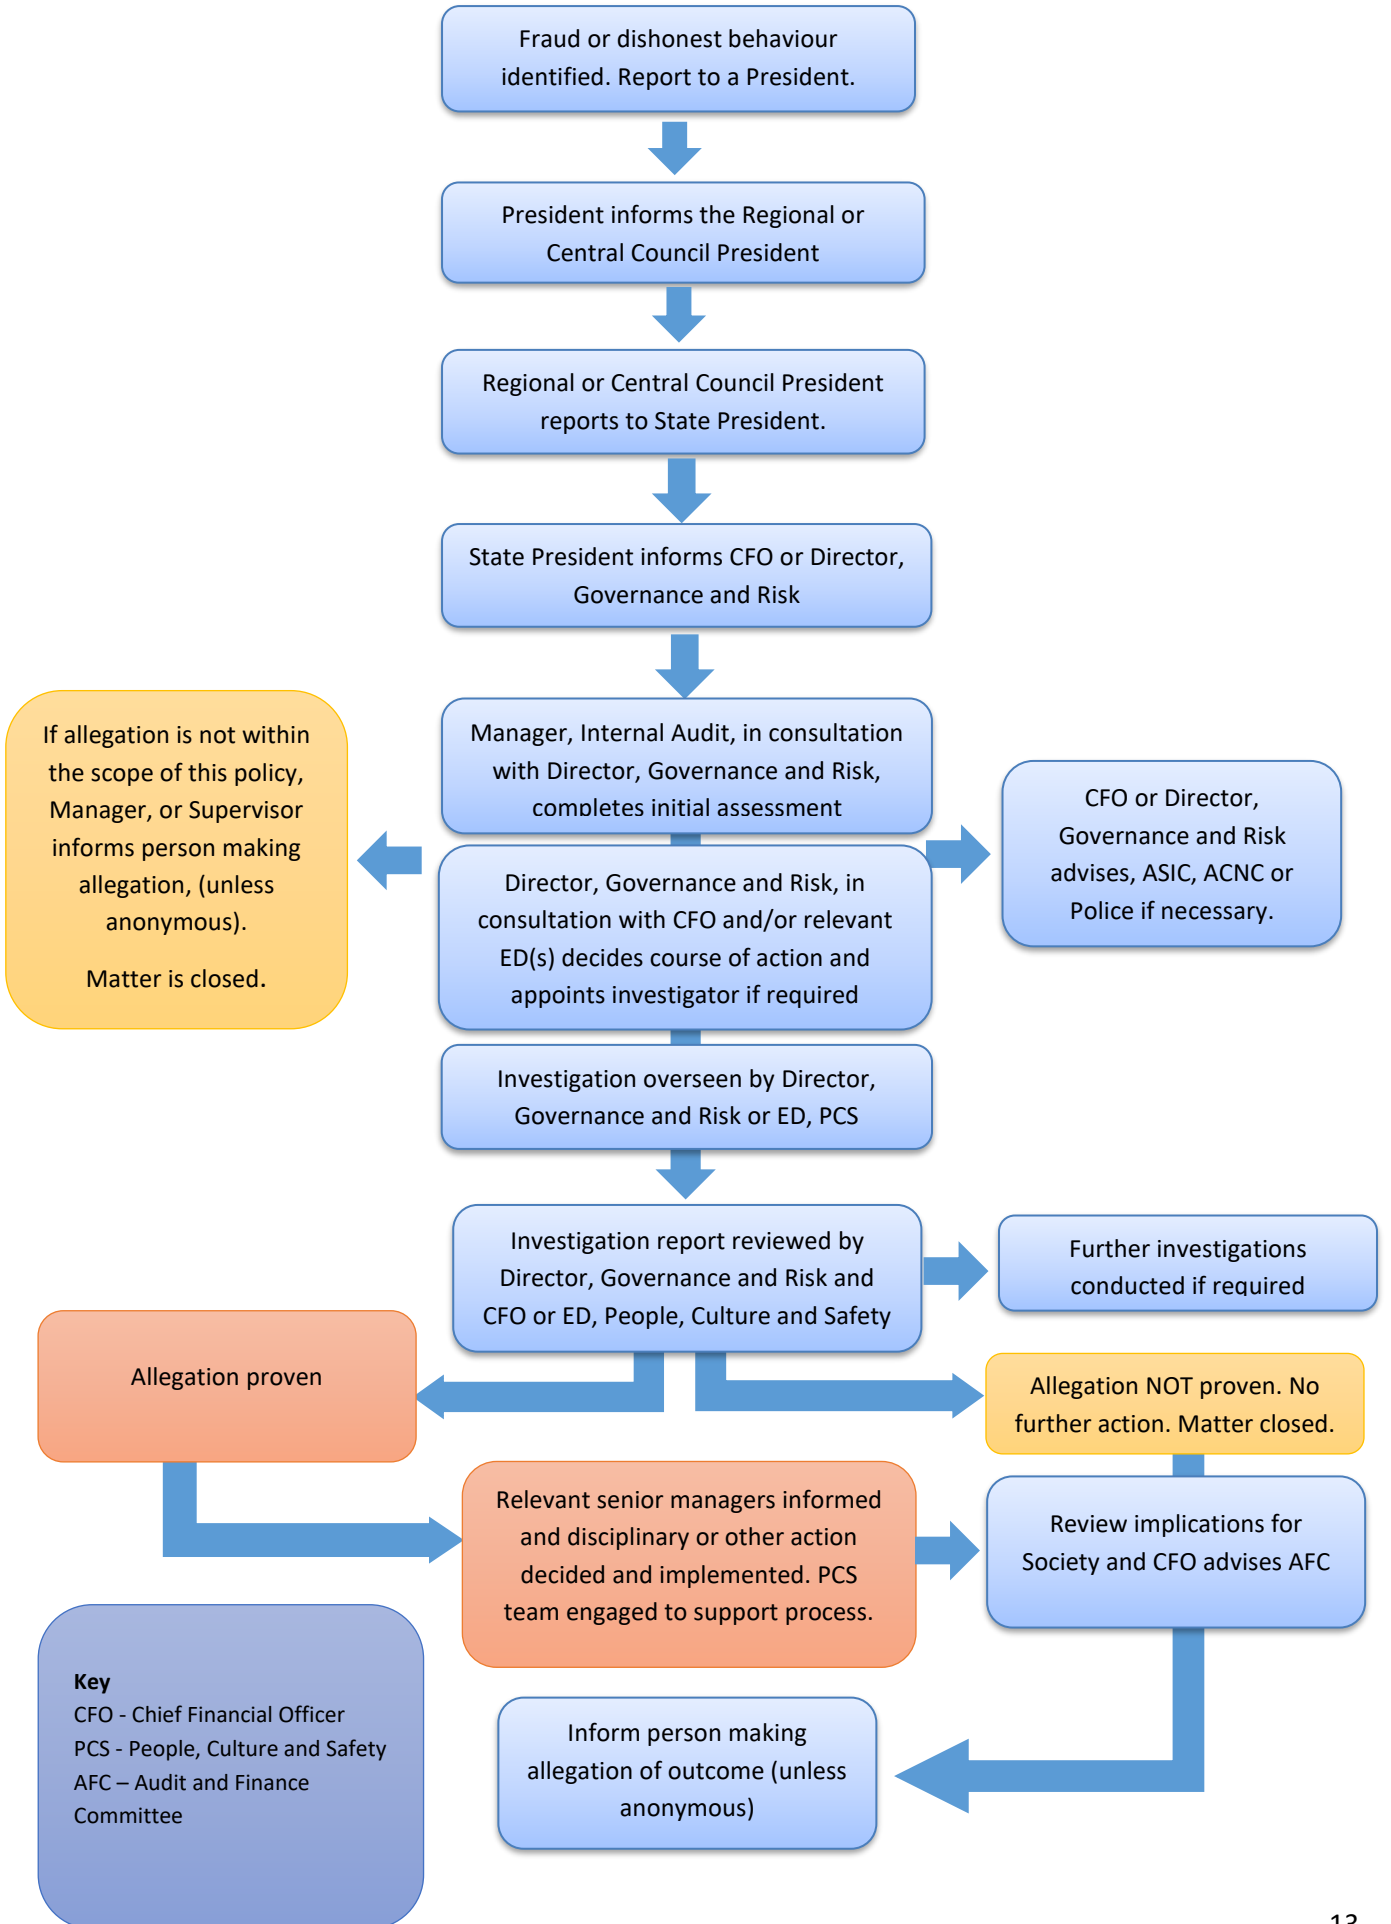 Fraud or dishonest behaviour
identified. Report to a President.
President informs the Regional or
Central Council President
Regional or Central Council President
reports to State President.
State President informs CFO or Director,
Governance and Risk
Manager, Internal Audit, in consultation
with Director, Governance and Risk,
completes initial assessment
If allegation is not within
the scope of this policy,
Manager, or Supervisor
informs person making
allegation, (unless
anonymous).
Matter is closed.
CFO or Director,
Governance and Risk
advises, ASIC, ACNC or
Police if necessary.
Director, Governance and Risk, in
consultation with CFO and/or relevant
ED(s) decides course of action and
appoints investigator if required
Investigation overseen by Director,
Governance and Risk or ED, PCS
Investigation report reviewed by
Director, Governance and Risk and
CFO or ED, People, Culture and Safety
Further investigations
conducted if required
Allegation proven
Allegation NOT proven. No
further action. Matter closed.
Relevant senior managers informed
and disciplinary or other action
decided and implemented. PCS
team engaged to support process.
Review implications for
Society and CFO advises AFC
Key
CFO - Chief Financial Officer
PCS - People, Culture and Safety
AFC – Audit and Finance
Committee
Inform person making
allegation of outcome (unless
anonymous)
13